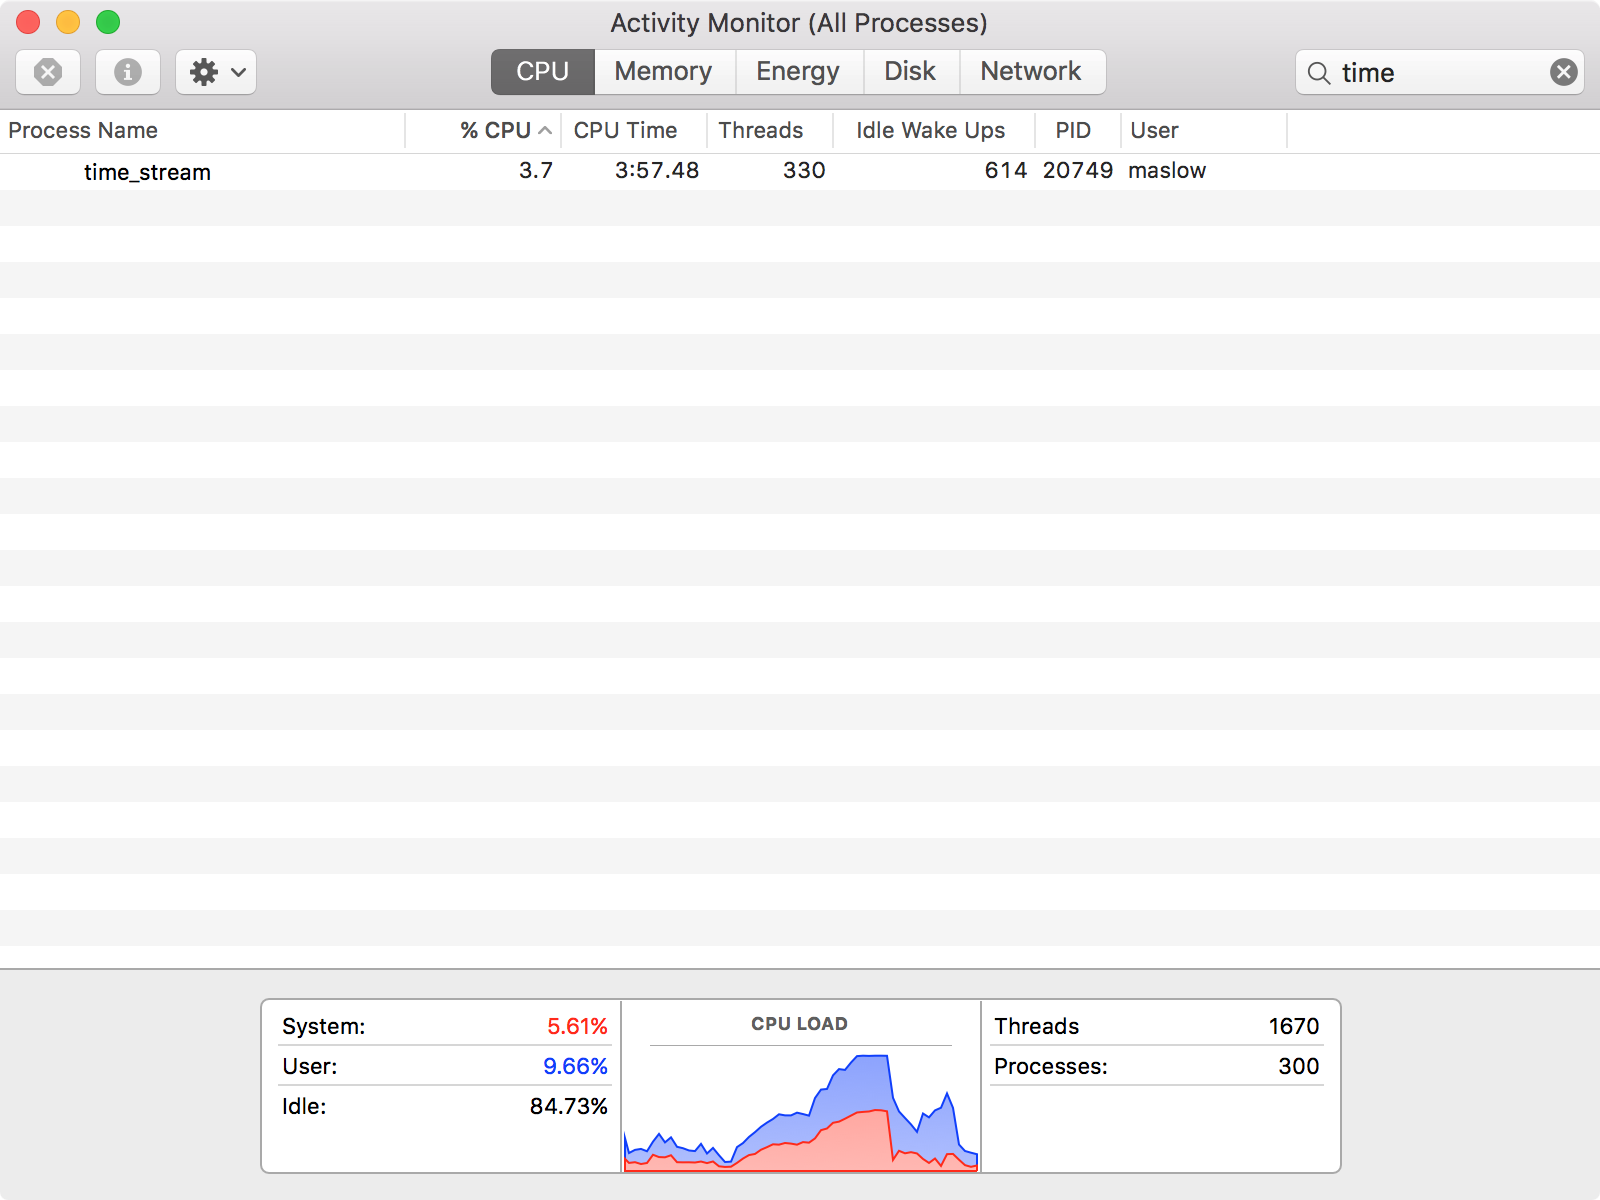 Activity Monitor (All Processes)
CPU Memory Energy Disk Network time
Process Name % CPU CPU Time Threads Idle Wake Ups PID User
time_stream 3.7 3:57.48 330 614 20749 maslow
System: 5.61% CPU LOAD Threads 1670
User: 9.66% Processes: 300
Idle: 84.73%